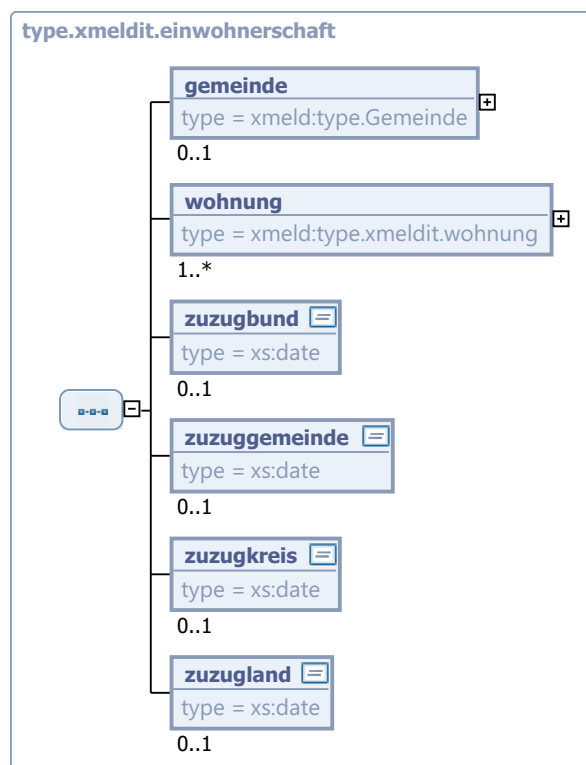 type.xmeldit.einwohnerschaft
gemeinde
type = xmeld:type.Gemeinde
0..1
wohnung
type = xmeld:type.xmeldit.wohnung
1..*
zuzugbund
type = xs:date
0..1
zuzuggemeinde
type = xs:date
0..1
zuzugkreis
type = xs:date
0..1
zuzugland
type = xs:date
0..1